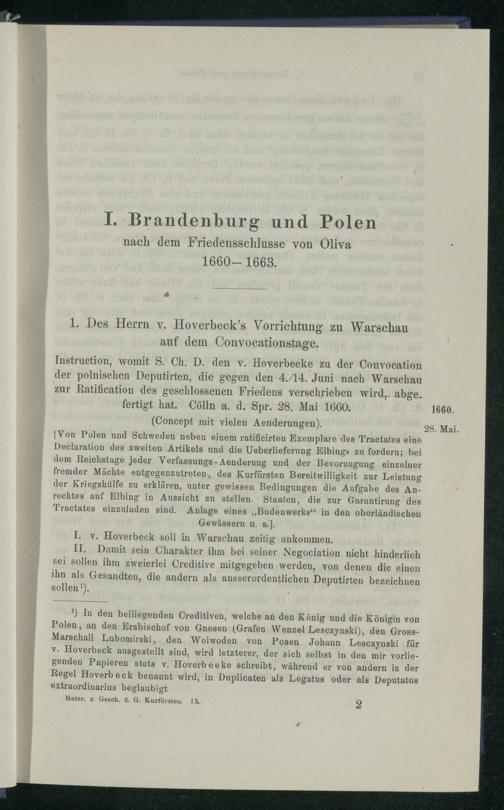 I. Brandenburg und Polen
nach dem Friedensschlusse von Oliva
1660—1663.
1. Des Herrn v. Hoverbeck's Vorrichtung zu Warschau
auf dem Convocationstage.
Instruction, womit S. Ch. D. den v. Hoverbecke zu der Convocation
der polnischen Deputirten, die gegen den 4./14. Juni nach Warschau
zur Ratification des geschlossenen Friedens verschrieben wird, abge-
fertigt hat. Cölln a. d. Spr. 28. Mai 1660.
1660.
(Concept mit vielen Aenderungen).
28. Mai.
[Von Polen und Schweden neben einem ratificirten Exemplare des Tractates eine
Declaration des zweiten Artikels und die Ueberlieferung Elbings zu fordern; bei
dem Reichstage jeder Verfassungs-Aenderung und der Bevorzugung einzelner
fremder Mächte entgegenzutreten, des Kurfürsten Bereitwilligkeit zur Leistung
der Kriegshülfe zu erklären, unter gewissen Bedingungen die Aufgabe des An-
rechtes auf Elbing in Aussicht zu stellen. Staaten, die zur Garantirung des
Tractates einzuladen sind. Anlage eines „Budenwerks“ in den oberländischen
Gewässern u. a.].
I. v. Hoverbeck soll in Warschau zeitig ankommen.
II. Damit sein Charakter ihm bei seiner Negociation nicht hinderlich
sei sollen ihm zweierlei Creditive mitgegeben werden, von denen die einen
ihn als Gesandten, die andern als ausserordentlichen Deputirten bezeichnen
sollen¹).
¹) In den beiliegenden Creditiven, welche an den König und die Königin von
Polen, an den Erzbischof von Gnesen (Grafen Wenzel Lesczynski), den Gross-
Marschall Lubomirski, den Woiwoden von Posen Johann Lesczynski für
v. Hoverbeck ausgestellt sind, wird letzterer, der sich selbst in den mir vorlie-
genden Papieren stets v. Hoverbeeke schreibt, während er von andern in der
Regel Hoverbeck benannt wird, in Duplicaten als Legatus oder als Deputatus
extraordinarius beglaubigt
Mater. z. Gesch. d. G. Kurfürsten. IX.
2